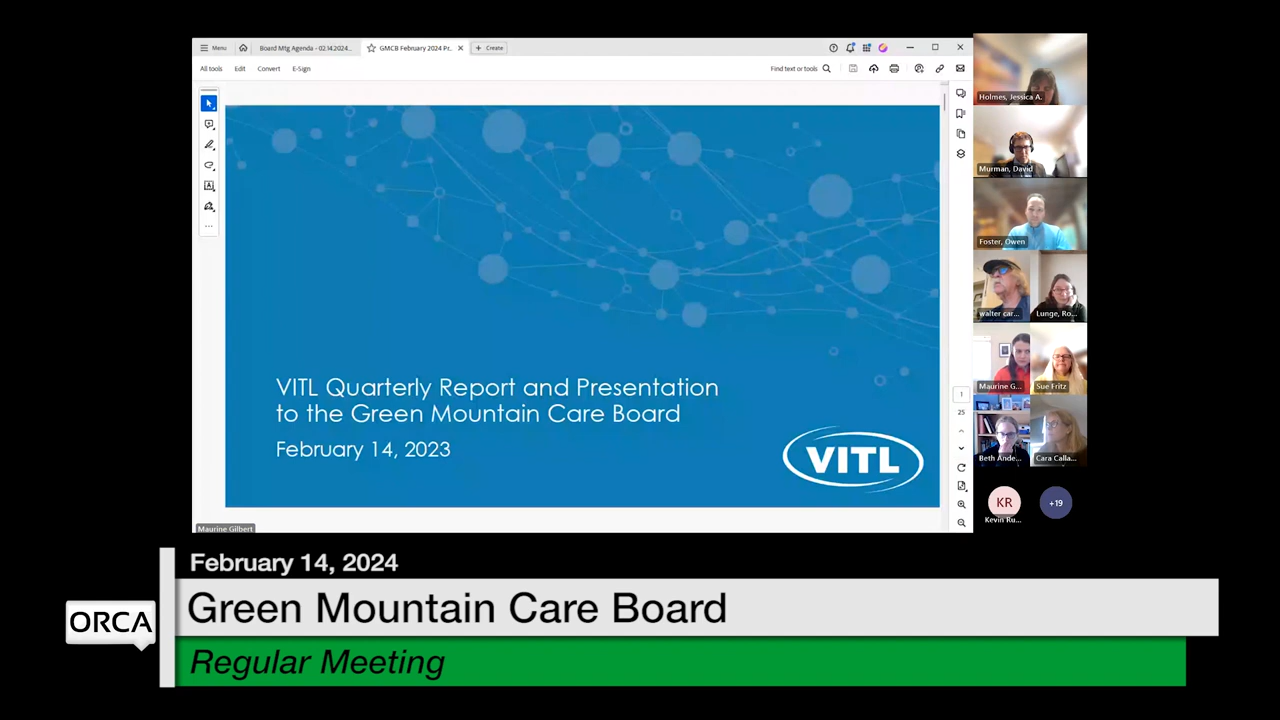 Menu
Board Mtg Agenda - 02.14.2024...
GMCB February 2024 Pr...
Create
All tools
Edit
Convert
E-Sign
Find text or tools
VITL Quarterly Report and Presentation
to the Green Mountain Care Board
February 14, 2023
VITL
1
25
Maurine Gilbert
Holmes, Jessica A.
Murman, David
Foster, Owen
walter car...
Lunge, Ro...
Maurine G...
Sue Fritz
Beth Ande...
Cara Calla...
KR
Kevin Ru...
+19
February 14, 2024
ORCA
Green Mountain Care Board
Regular Meeting